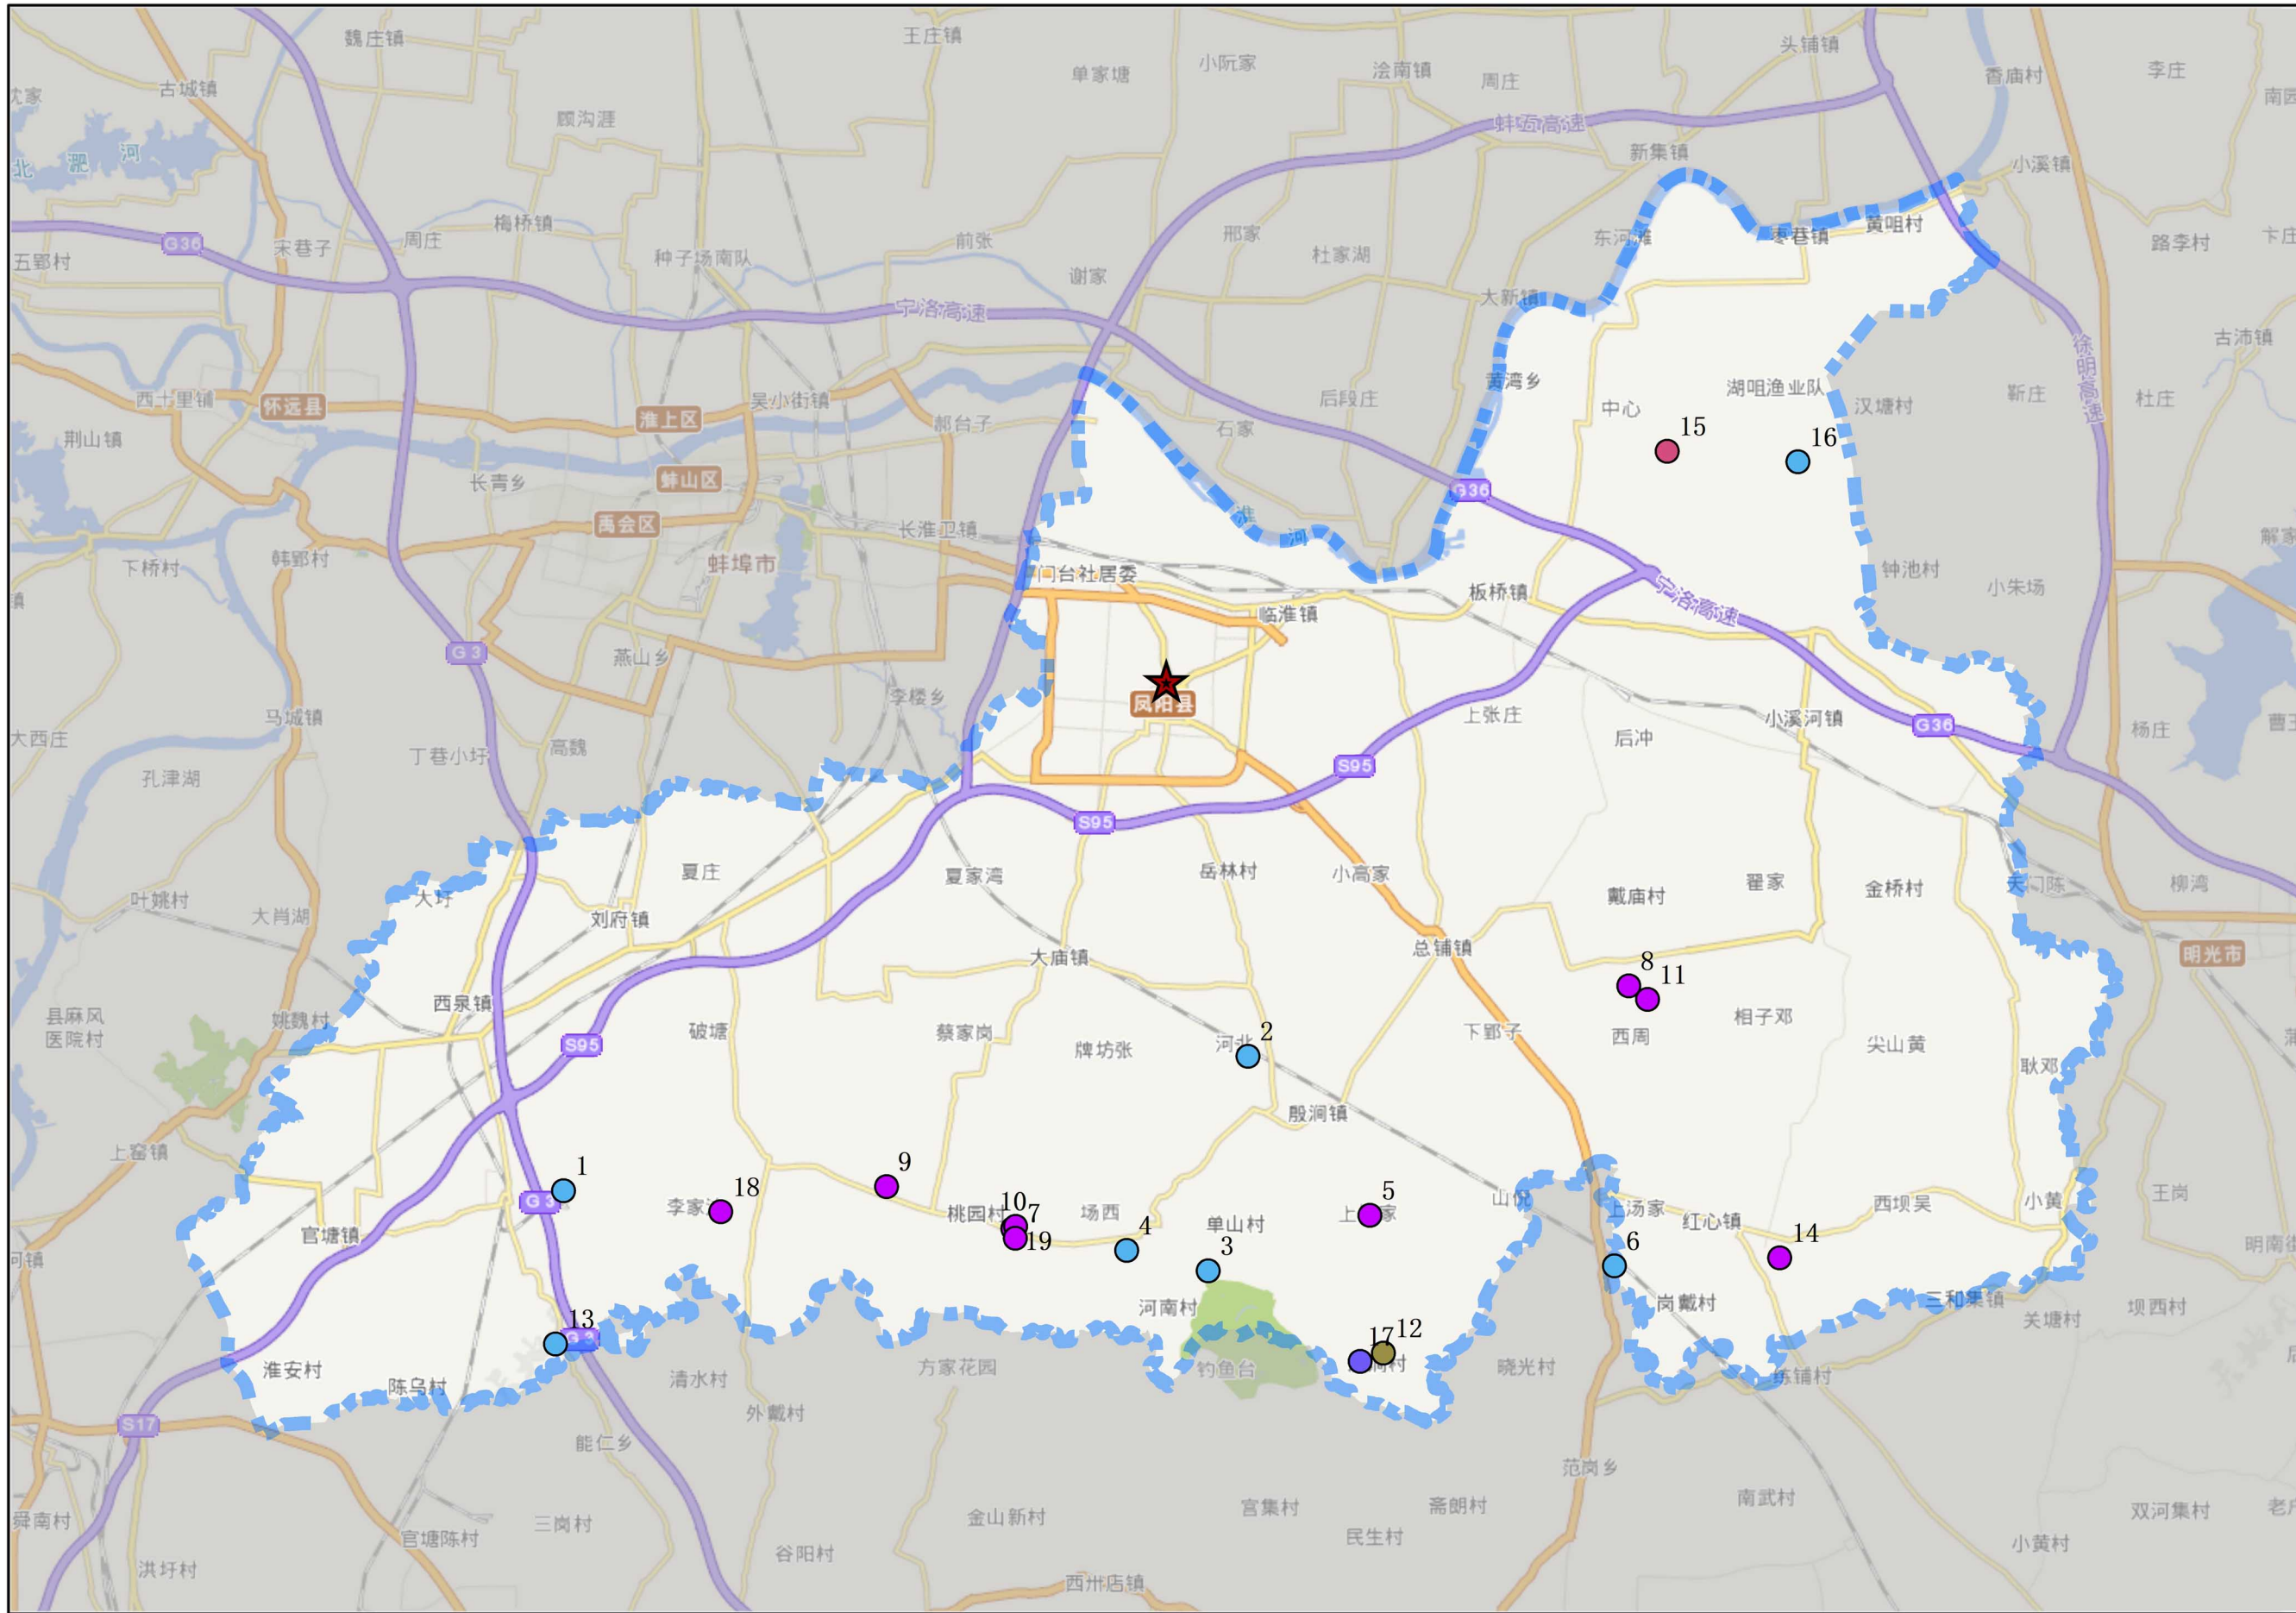 魏庄镇
王庄镇
头铺镇
小阮家
单家塘
浍南镇
周庄
香庙村
李庄
古城镇
沈家
顾沟涯
蚌五高速
北 淝 河
新集镇
小溪镇
梅桥镇
周庄
宋巷子
G36
五郢村
种子场南队
前张
邢家
杜家湖
谢家
东河滩
枣巷镇
黄咀村
路李村
宁洛高速
大新镇
古沛镇
徐明高速
西十里铺
怀远县
淮上区
吴小街镇
郝台子
后段庄
石家
黄湾乡
中心
湖咀渔业队
汉塘村
靳庄
杜庄
荆山镇
15
16
长青乡
蚌山区
G36
禹会区
长淮卫镇
淮 河
韩郢村
下桥村
蚌埠市
门台社居委
钟池村
小朱场
板桥镇
临淮镇
宁洛高速
G3
燕山乡
李楼乡
凤阳县
马城镇
上张庄
小溪河镇
G36
大西庄
丁巷小圩
高魏
后冲
杨庄
孔津湖
S95
S95
夏庄
夏家湾
岳林村
小高家
戴庙村
翟家
金桥村
天门陈
柳湾
叶姚村
大圩
大肖湖
刘府镇
大庙镇
总铺镇
明光市
8
11
西泉镇
县麻风
医院村
姚魏村
破塘
蔡家岗
相子邓
下郢子
西周
S95
牌坊张
河北
2
尖山黄
耿邓
殷涧镇
上窑镇
1
9
18
G3
李家
10
7
19
桃园村
场西
4
单山村
3
5
山倪
上汤家
红心镇
西坝吴
小黄
王岗
官塘镇
6
14
河南村
岗戴村
三和集镇
关塘村
坝西村
13
G3
17
12
淮安村
陈乌村
清水村
方家花园
钓鱼台
晓光村
练铺村
外戴村
S17
能仁乡
范岗乡
南武村
宫集村
斋朗村
双河集村
舜南村
官塘陈村
三岗村
金山新村
民生村
小黄村
谷阳村
洪圩村
西卅店镇